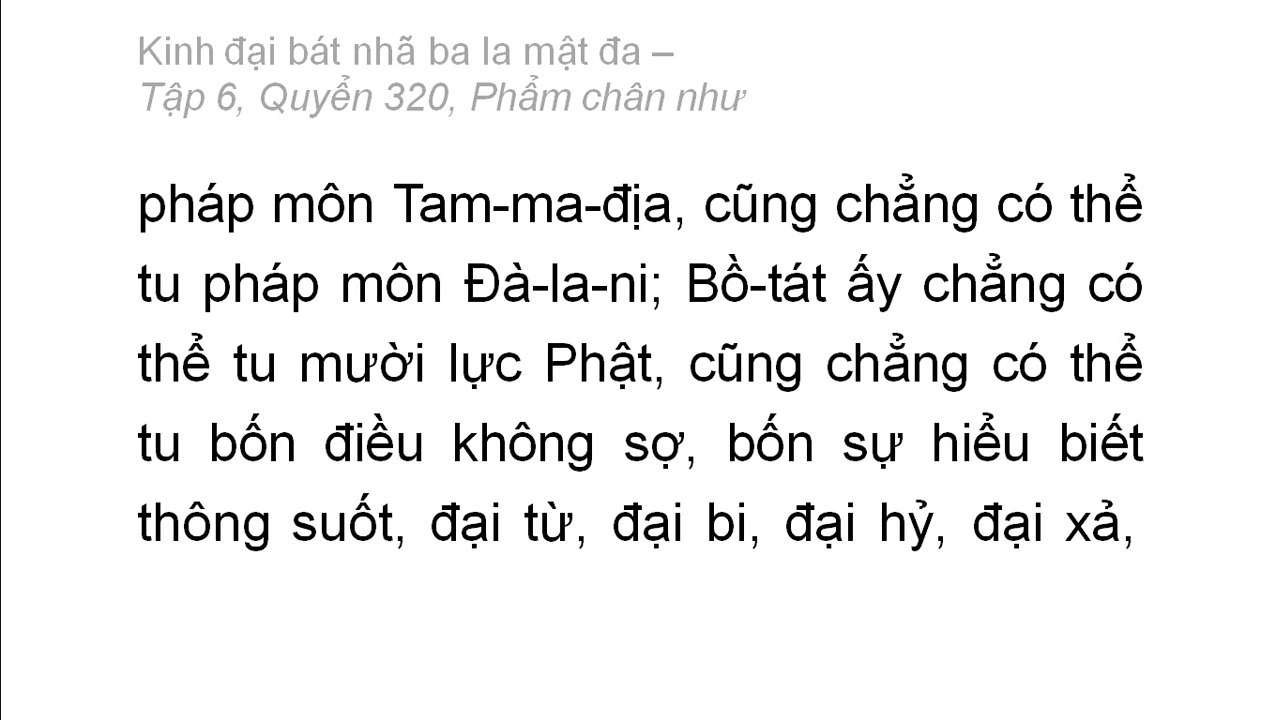 Kinh đại bát nhã ba la mật đa –
Tập 6, Quyển 320, Phẩm chân như
pháp môn Tam-ma-địa, cũng chẳng có thể
tu pháp môn Đà-la-ni; Bồ-tát ấy chẳng có
thể tu mười lực Phật, cũng chẳng có thể
tu bốn điều không sợ, bốn sự hiểu biết
thông suốt, đại từ, đại bi, đại hỷ, đại xả,